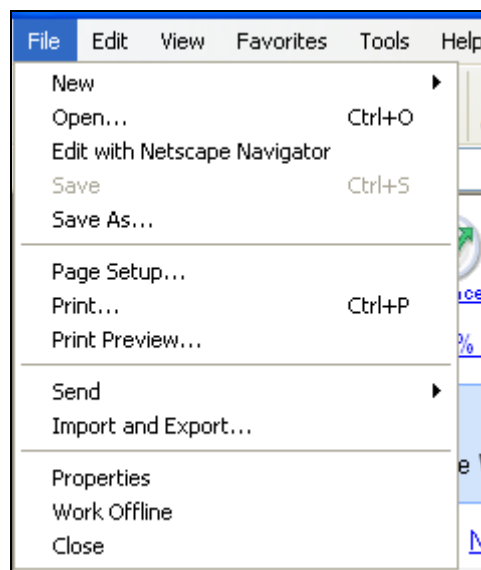 File Edit View Favorites Tools Help
New
Open... Ctrl+O
Edit with Netscape Navigator
Save Ctrl+S
Save As...
Page Setup...
Print... Ctrl+P
Print Preview...
Send
Import and Export...
Properties
Work Offline
Close
%